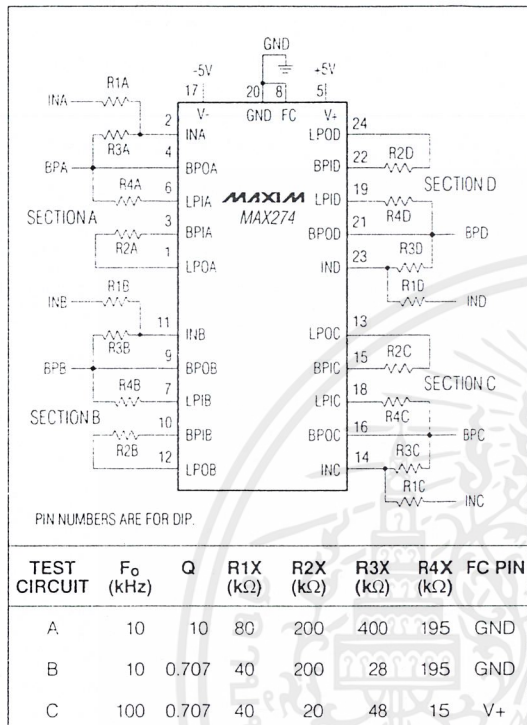 GND
-5V
+5V
17
20
8
5
V-
GND FC
V+
R1A
INA
2
INA
R3A
4
BPA
BPOA
R4A
6
LPIA
SECTION A
3
BPIA
R2A
1
LPOA
R1B
INB
11
INB
R3B
9
BPB
BPOB
R4B
7
LPIB
SECTION B
10
BPIB
R2B
12
LPOB
MAXIM
MAX274
LPOD
24
BPID
22
R2D
SECTION D
LPID
19
R4D
BPOD
21
BPD
R3D
IND
23
R1D
IND
LPOC
13
BPIC
15
R2C
SECTION C
LPIC
18
R4C
BPOC
16
BPC
R3C
INC
14
R1C
INC
PIN NUMBERS ARE FOR DIP.
TEST CIRCUIT Fo (kHz) Q R1X (kΩ) R2X (kΩ) R3X (kΩ) R4X (kΩ) FC PIN
A 10 10 80 200 400 195 GND
B 10 0.707 40 200 28 195 GND
C 100 0.707 40 20 48 15 V+